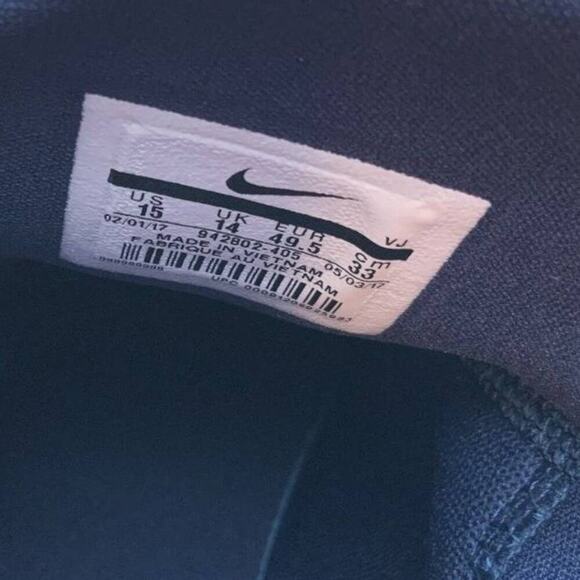 US UK EUR cm VJ
15 14 49.5 33
02/01/17 05/03/17
942802-405
MADE IN VIETNAM
FABRIQUE AU VIETNAM